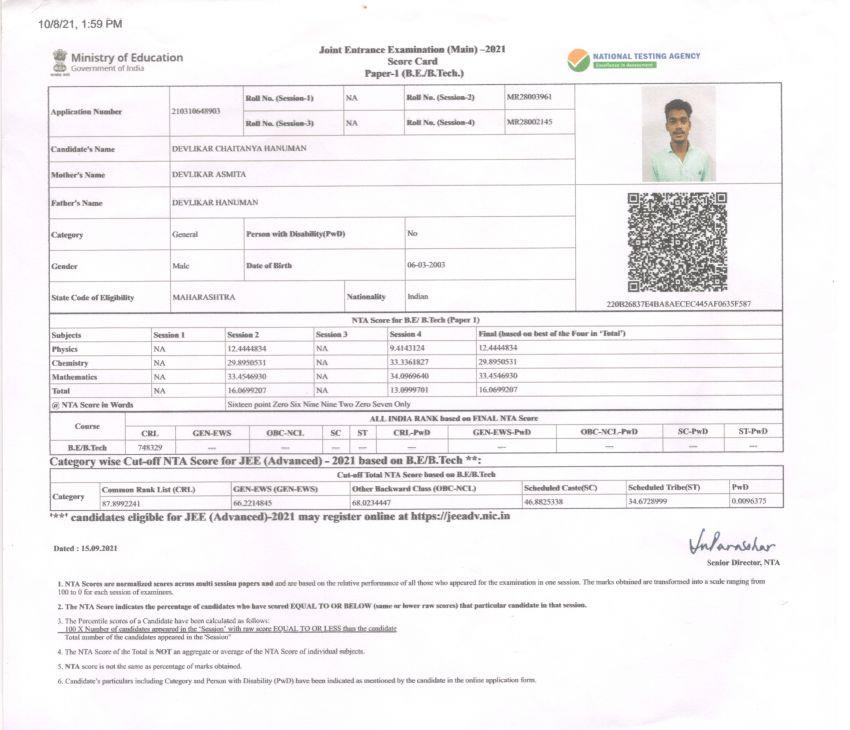 10/8/21, 1:59 PM
Ministry of Education
Government of India
Joint Entrance Examination (Main) –2021
Score Card
Paper-1 (B.E./B.Tech.)
NATIONAL TESTING AGENCY
Excellence in Assessment
Application Number 210310648903 Roll No. (Session-1) NA Roll No. (Session-2) MR28003961
Roll No. (Session-3) NA Roll No. (Session-4) MR28002145
Candidate's Name DEVLIKAR CHAITANYA HANUMAN
Mother's Name DEVLIKAR ASMITA
Father's Name DEVLIKAR HANUMAN
Category General Person with Disability(PwD) No
Gender Male Date of Birth 06-03-2003
State Code of Eligibility MAHARASHTRA Nationality Indian
220B26837E4BA8AECEC445AF0635F587
NTA Score for B.E/ B.Tech (Paper 1)
Subjects Session 1 Session 2 Session 3 Session 4 Final (based on best of the Four in "Total")
Physics NA 12.4444834 NA 9.4143124 12.4444834
Chemistry NA 29.8950531 NA 33.3361827 29.8950531
Mathematics NA 33.4546930 NA 34.0969640 33.4546930
Total NA 16.0699207 NA 13.0999701 16.0699207
@ NTA Score in Words Sixteen point Zero Six Nine Nine Two Zero Seven Only
Course ALL INDIA RANK based on FINAL NTA Score
CRL GEN-EWS OBC-NCL SC ST CRL-PwD GEN-EWS-PwD OBC-NCL-PwD SC-PwD ST-PwD
B.E/B.Tech 748329 --- --- --- --- --- --- --- --- ---
Category wise Cut-off NTA Score for JEE (Advanced) - 2021 based on B.E/B.Tech **:
Cut-off Total NTA Score based on B.E/B.Tech
Category Common Rank List (CRL) GEN-EWS (GEN-EWS) Other Backward Class (OBC-NCL) Scheduled Caste(SC) Scheduled Tribe(ST) PwD
87.8992241 66.2214845 68.0234447 46.8825338 34.6728999 0.0096375
'**' candidates eligible for JEE (Advanced)-2021 may register online at https://jeeadv.nic.in
Dated : 15.09.2021
Senior Director, NTA
1. NTA Scores are normalized scores across multi session papers and and are based on the relative performance of all those who appeared for the examination in one session. The marks obtained are transformed into a scale ranging from
100 to 0 for each session of examinees.
2. The NTA Score indicates the percentage of candidates who have scored EQUAL TO OR BELOW (same or lower raw scores) that particular candidate in that session.
3. The Percentile scores of a Candidate have been calculated as follows:
100 X Number of candidates appeared in the 'Session' with raw score EQUAL TO OR LESS than the candidate
Total number of the candidates appeared in the 'Session"
4. The NTA Score of the Total is NOT an aggregate or average of the NTA Score of individual subjects.
5. NTA score is not the same as percentage of marks obtained.
6. Candidate's particulars including Category and Person with Disability (PwD) have been indicated as mentioned by the candidate in the online application form.